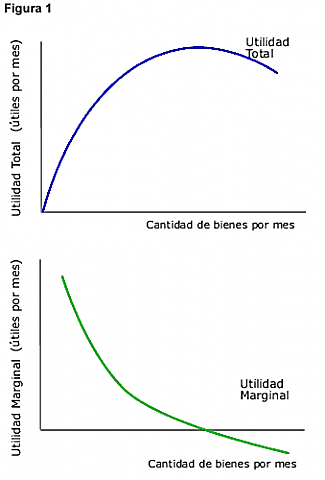 Figura 1
Utilidad Total (útiles por mes)
Utilidad
Total
Cantidad de bienes por mes
Utilidad Marginal (útiles por mes)
Utilidad
Marginal
Cantidad de bienes por mes